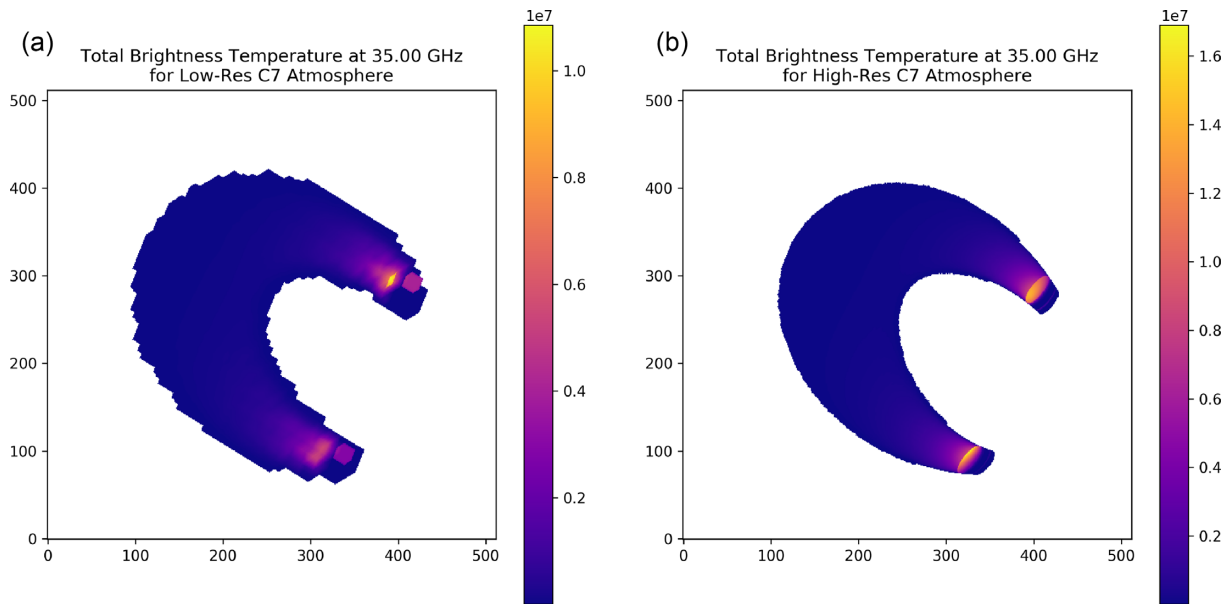 (a)
Total Brightness Temperature at 35.00 GHz
for Low-Res C7 Atmosphere
1e7
1.0
0.8
0.6
0.4
0.2
500
400
300
200
100
0
0 100 200 300 400 500
(b)
Total Brightness Temperature at 35.00 GHz
for High-Res C7 Atmosphere
1e7
1.6
1.4
1.2
1.0
0.8
0.6
0.4
0.2
500
400
300
200
100
0
0 100 200 300 400 500